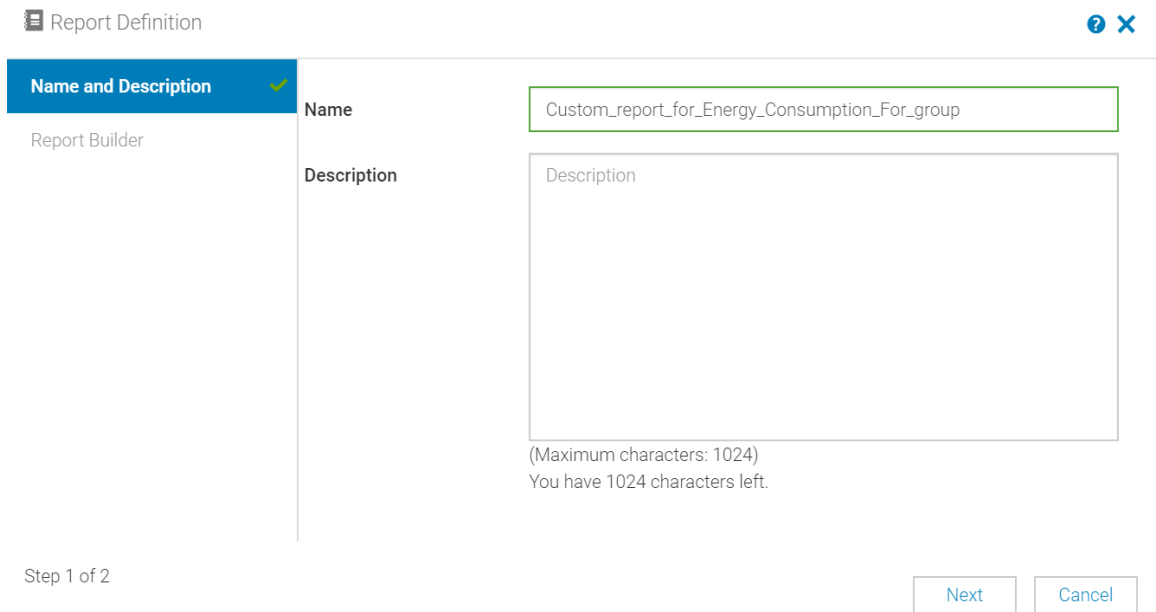 Report Definition
Name and Description
Report Builder
Name
Custom_report_for_Energy_Consumption_For_group
Description
Description
(Maximum characters: 1024)
You have 1024 characters left.
Step 1 of 2
Next
Cancel